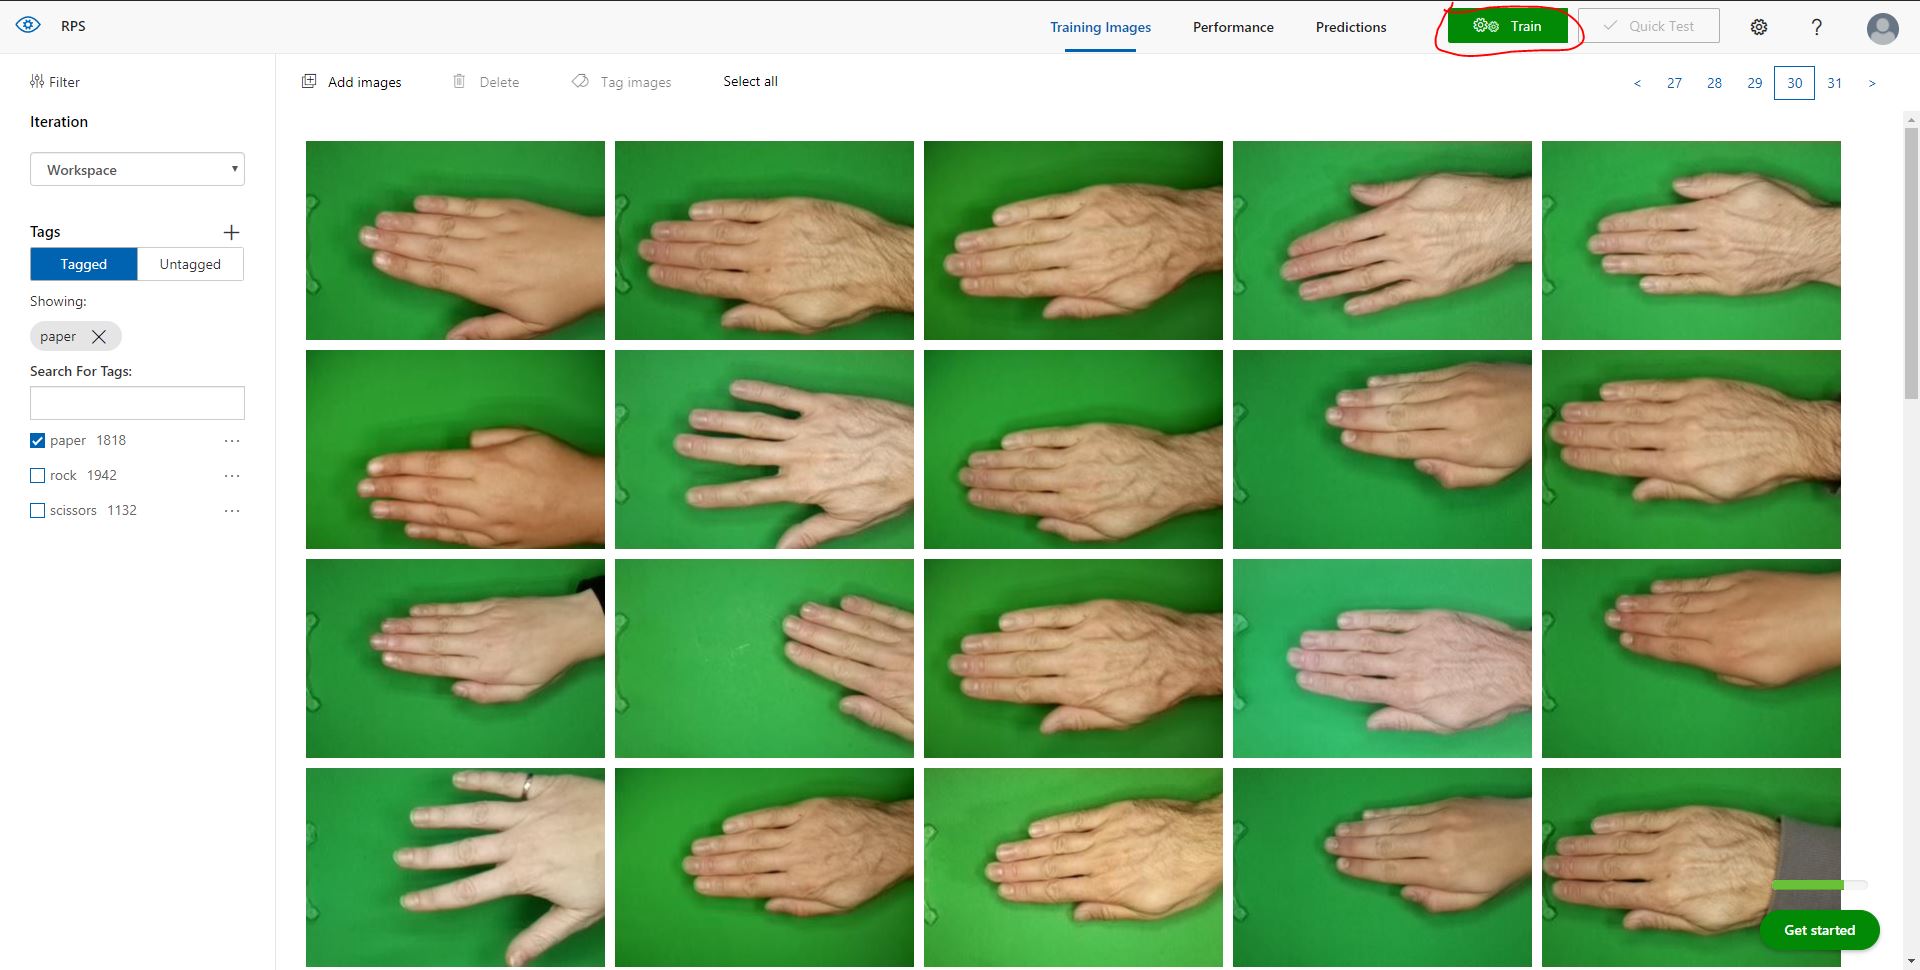 RPS
Training Images
Performance
Predictions
Train
Quick Test
?
Filter
Add images
Delete
Tag images
Select all
< 27 28 29 30 31 >
Iteration
Workspace
Tags
Tagged
Untagged
Showing:
paper
Search For Tags:
paper 1818 ...
rock 1942 ...
scissors 1132 ...
Get started